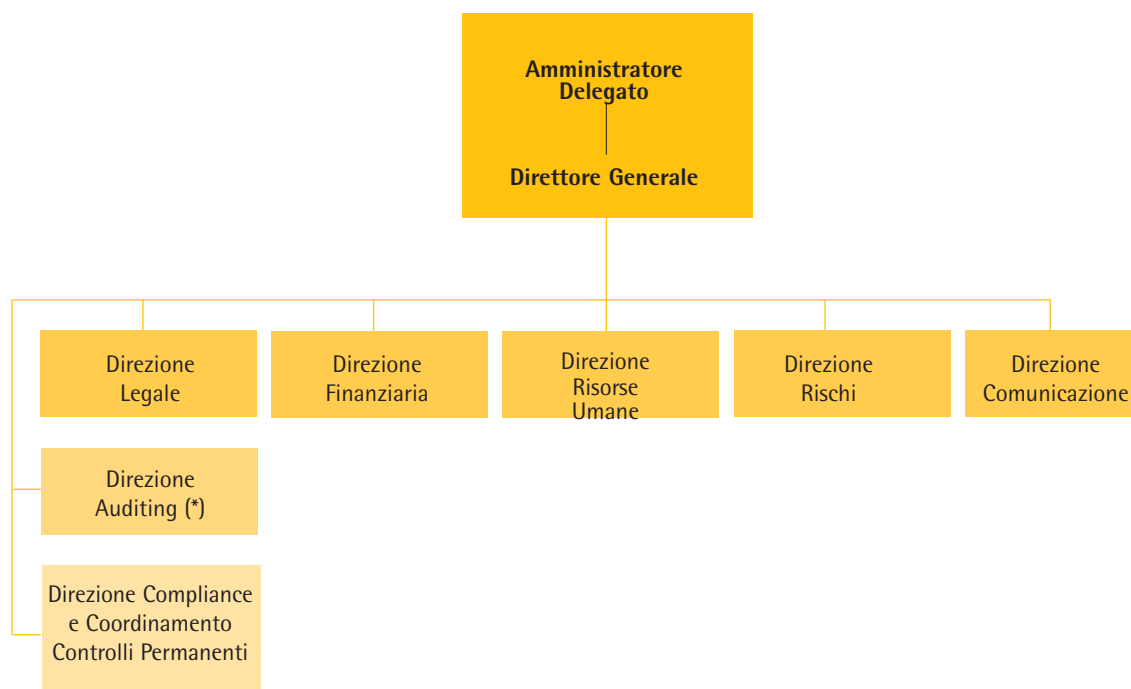 Amministratore
Delegato
Direttore Generale
Direzione
Legale
Direzione
Finanziaria
Direzione
Risorse
Umane
Direzione
Rischi
Direzione
Comunicazione
Direzione
Auditing (*)
Direzione Compliance
e Coordinamento
Controlli Permanenti